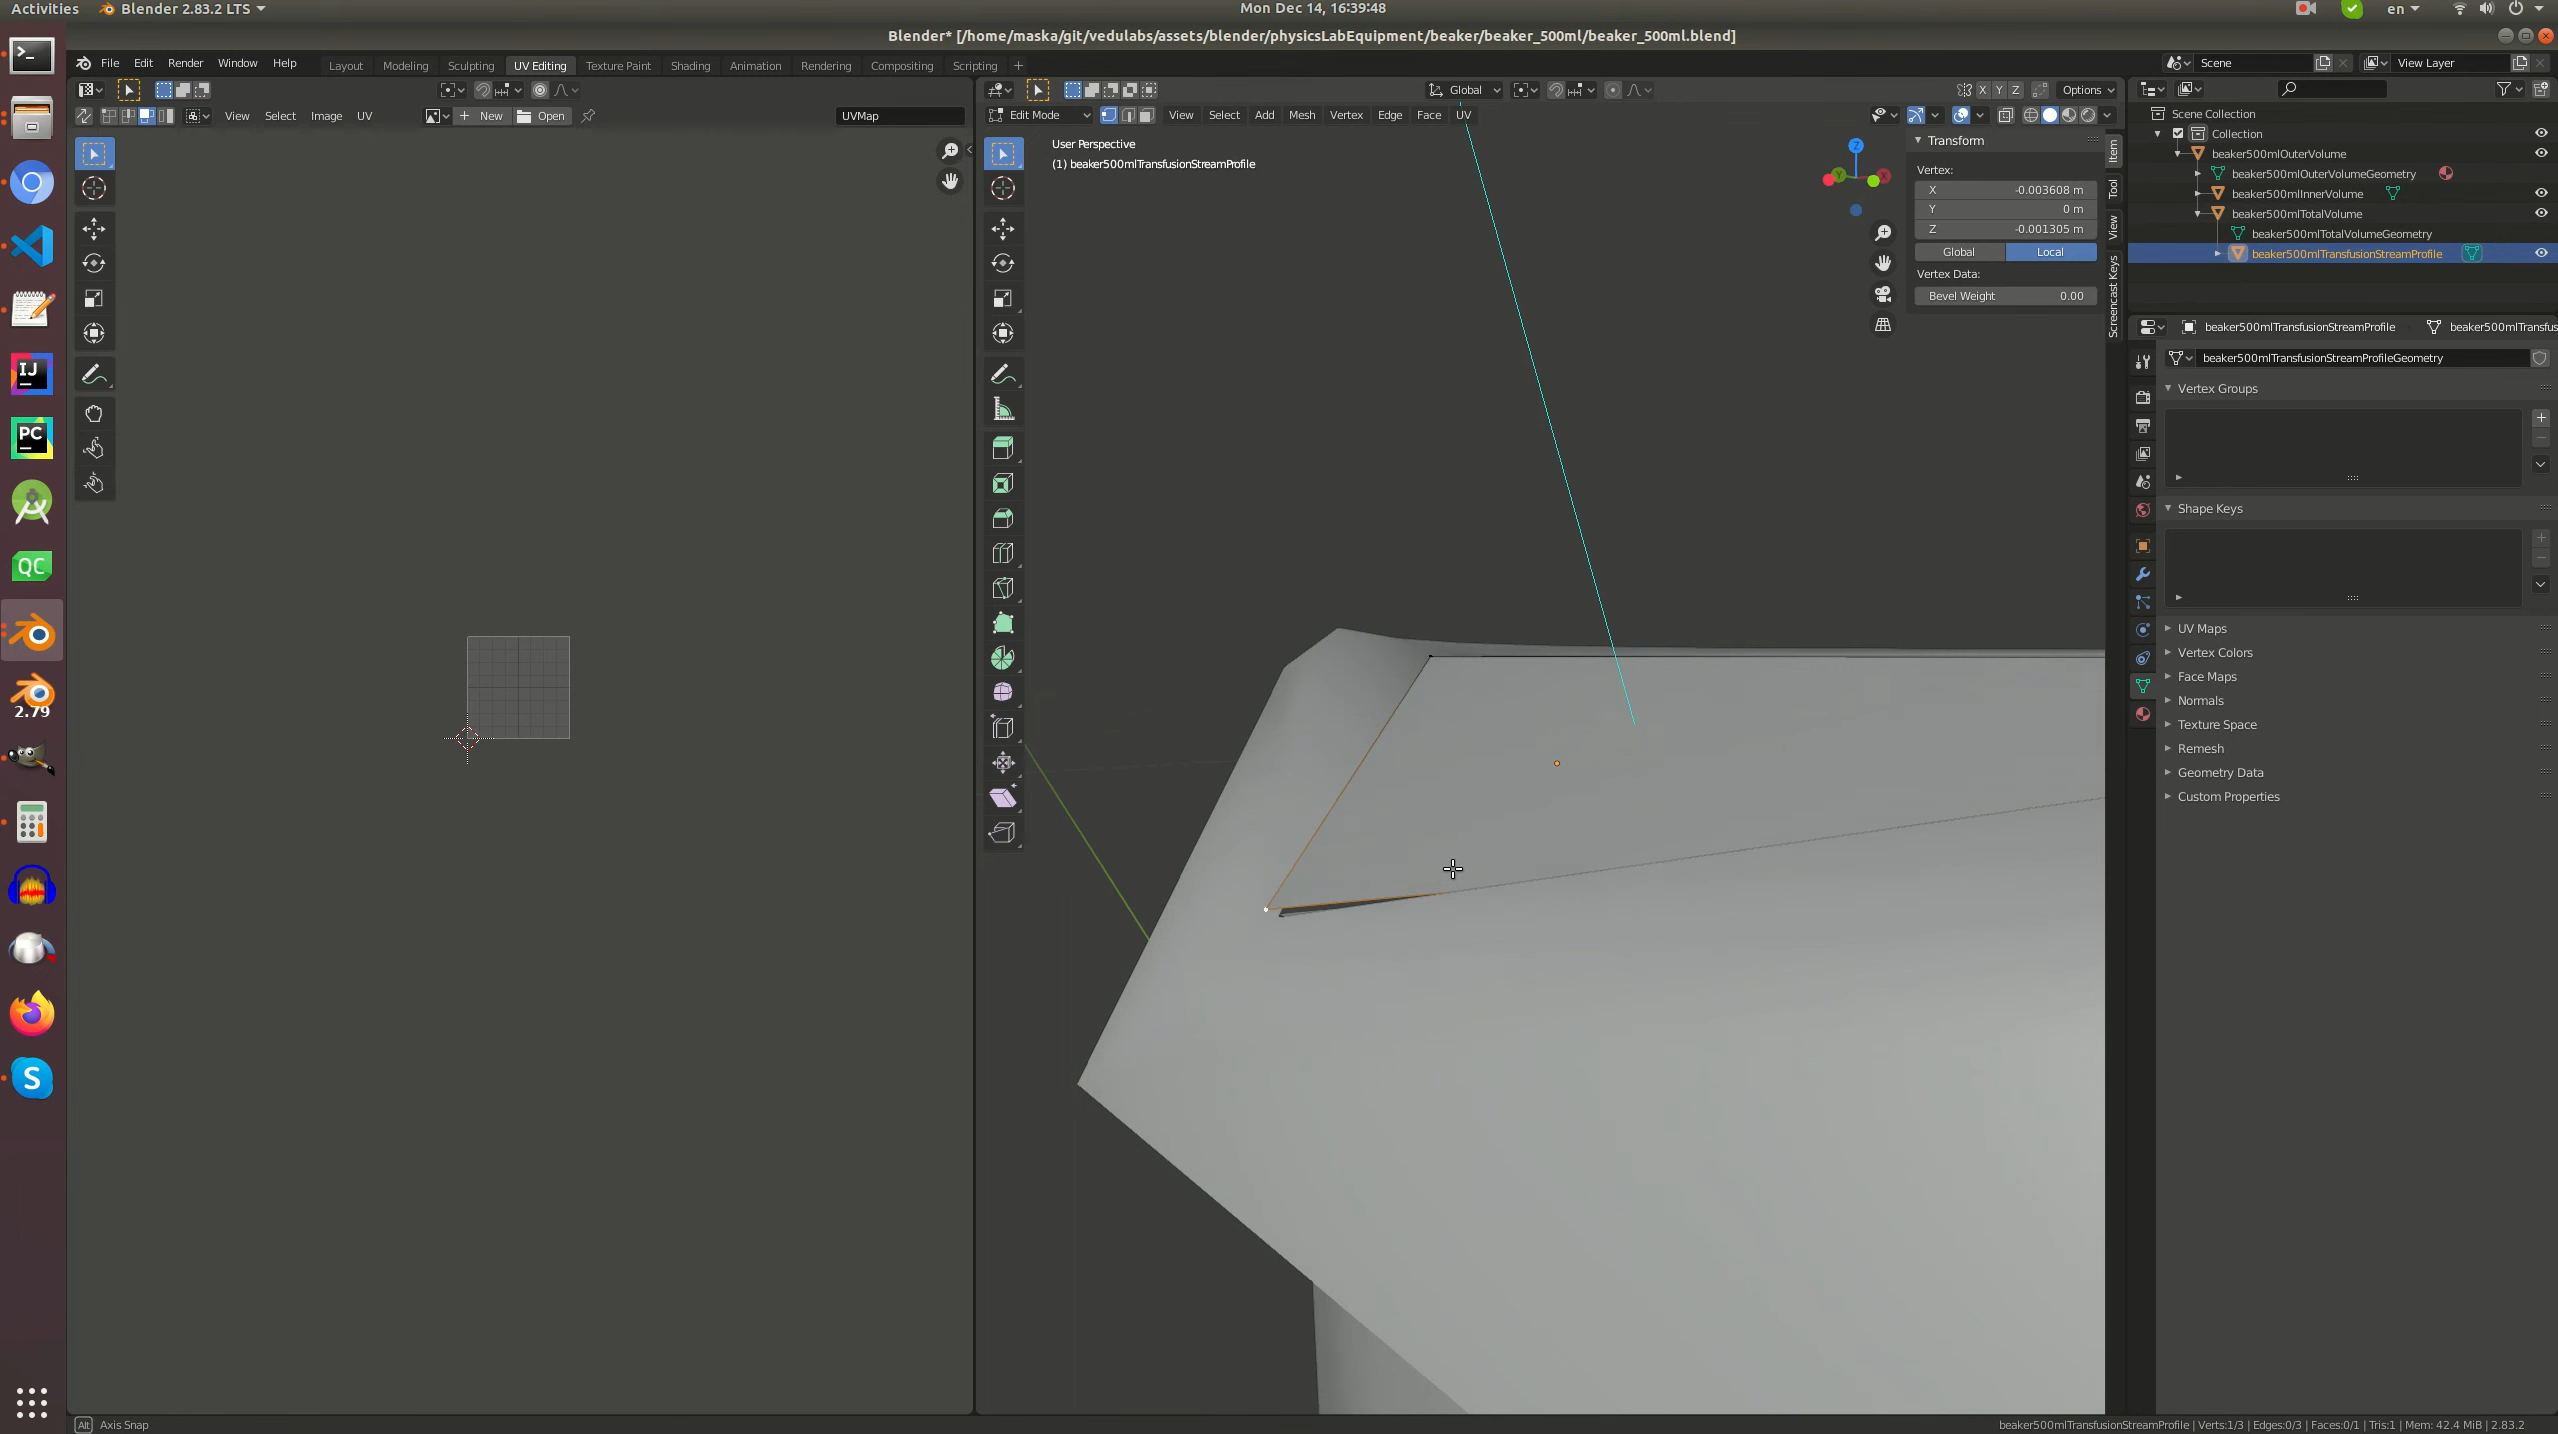 Activities Blender 2.83.2 LTS Mon Dec 14, 16:39:48 en
Blender* [/home/maska/git/vedulabs/assets/blender/physicsLabEquipment/beaker/beaker_500ml/beaker_500ml.blend]
File Edit Render Window Help Layout Modeling Sculpting UV Editing Texture Paint Shading Animation Rendering Compositing Scripting + Scene View Layer
Global X Y Z Options
View Select Image UV New Open UVMap Edit Mode View Select Add Mesh Vertex Edge Face UV
Scene Collection
Collection
beaker500mlOuterVolume
beaker500mlOuterVolumeGeometry
beaker500mlInnerVolume
beaker500mlTotalVolume
beaker500mlTotalVolumeGeometry
beaker500mlTransfusionStreamProfile
User Perspective
(1) beaker500mlTransfusionStreamProfile
Z
Y
X
Transform
Vertex:
X -0.003608 m
Y 0 m
Z -0.001305 m
Global Local
Vertex Data:
Bevel Weight 0.00
Item
Tool
View
Screencast Keys
beaker500mlTransfusionStreamProfile beaker500mlTransfus
beaker500mlTransfusionStreamProfileGeometry
Vertex Groups
Shape Keys
UV Maps
Vertex Colors
Face Maps
Normals
Texture Space
Remesh
Geometry Data
Custom Properties
IJ
PC
QC
2.79
S
Alt Axis Snap
beaker500mlTransfusionStreamProfile | Verts:1/3 | Edges:0/3 | Faces:0/1 | Tris:1 | Mem: 42.4 MiB | 2.83.2